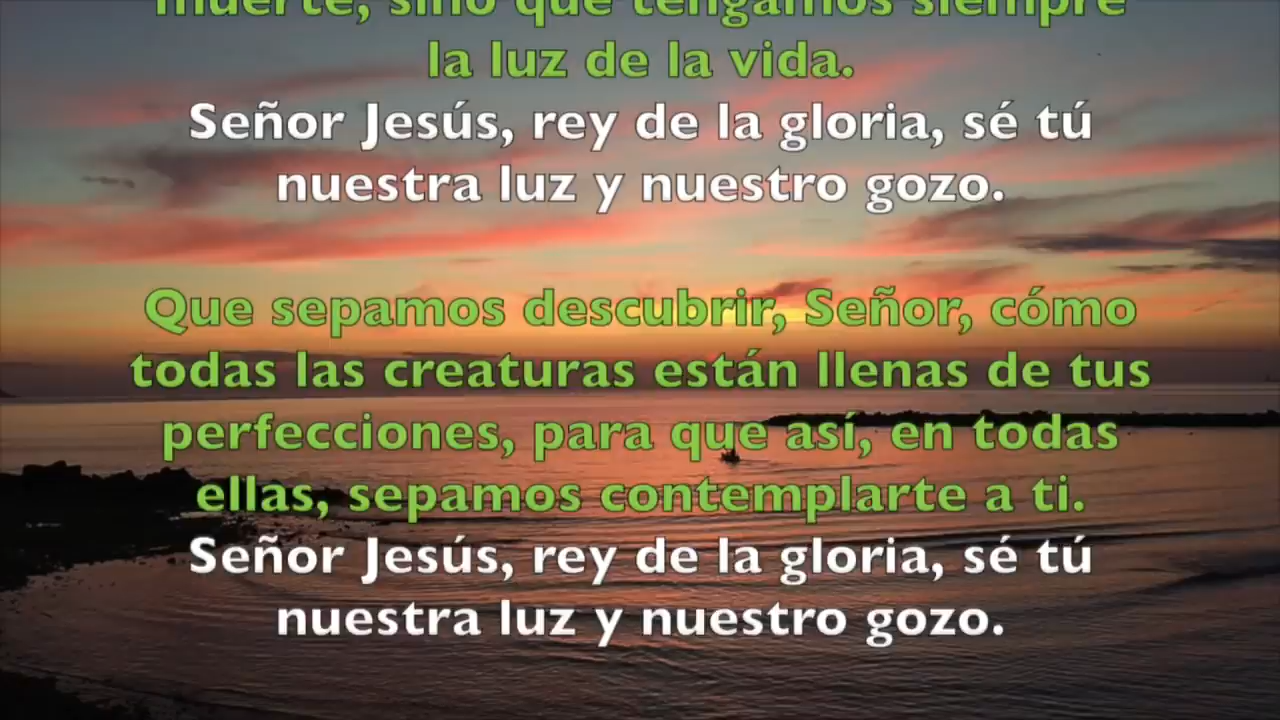 muerte, sino que tengamos siempre
la luz de la vida.
Señor Jesús, rey de la gloria, sé tú
nuestra luz y nuestro gozo.
Que sepamos descubrir, Señor, cómo
todas las creaturas están llenas de tus
perfecciones, para que así, en todas
ellas, sepamos contemplarte a ti.
Señor Jesús, rey de la gloria, sé tú
nuestra luz y nuestro gozo.